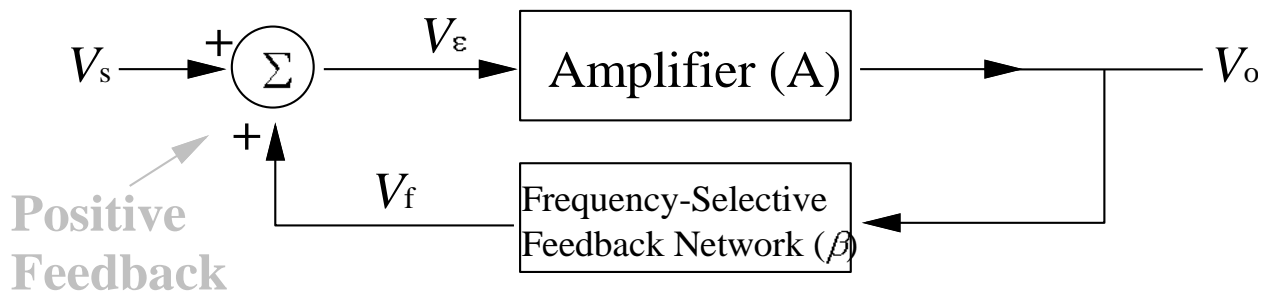 +
Vs
Σ
Vε
Amplifier (A)
Vo
+
Positive
Feedback
Vf
Frequency-Selective
Feedback Network (β)